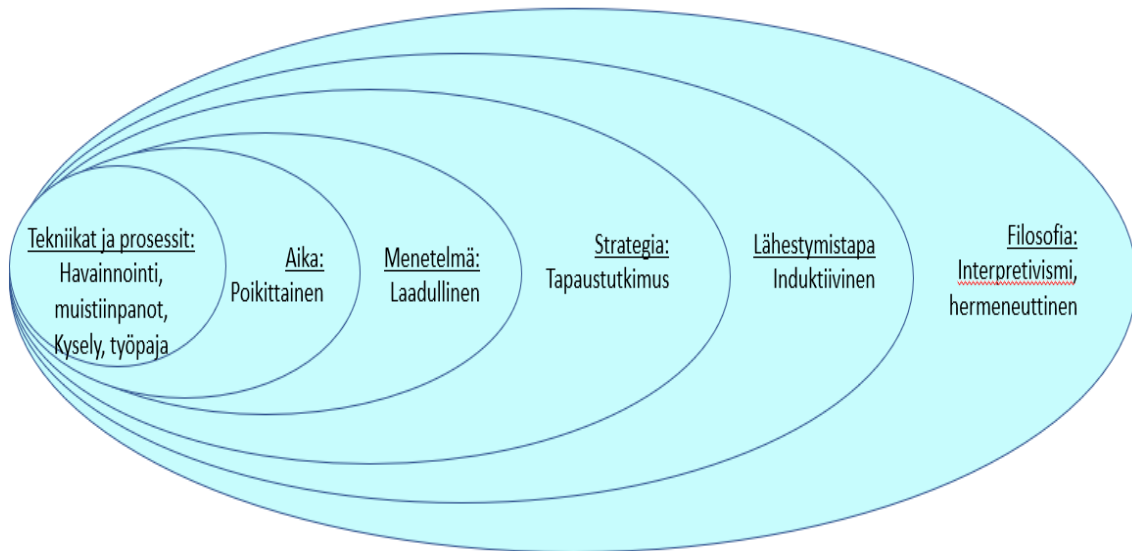 Tekniikat ja prosessit:
Havainnointi,
muistiinpanot,
Kysely, työpaja
Aika:
Poikittainen
Menetelmä:
Laadullinen
Strategia:
Tapaustutkimus
Lähestymistapa
Induktiivinen
Filosofia:
Interpretivismi,
hermeneuttinen